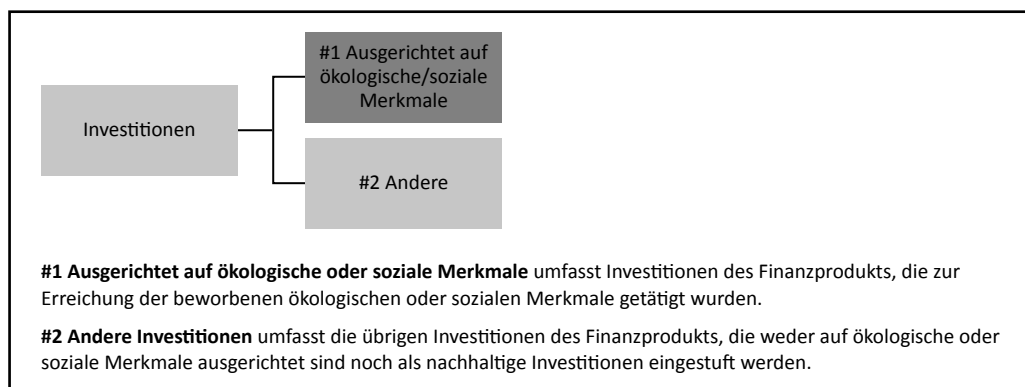 #1 Ausgerichtet auf
ökologische/soziale
Merkmale
Investitionen
#2 Andere
#1 Ausgerichtet auf ökologische oder soziale Merkmale umfasst Investitionen des Finanzprodukts, die zur
Erreichung der beworbenen ökologischen oder sozialen Merkmale getätigt wurden.
#2 Andere Investitionen umfasst die übrigen Investitionen des Finanzprodukts, die weder auf ökologische oder
soziale Merkmale ausgerichtet sind noch als nachhaltige Investitionen eingestuft werden.